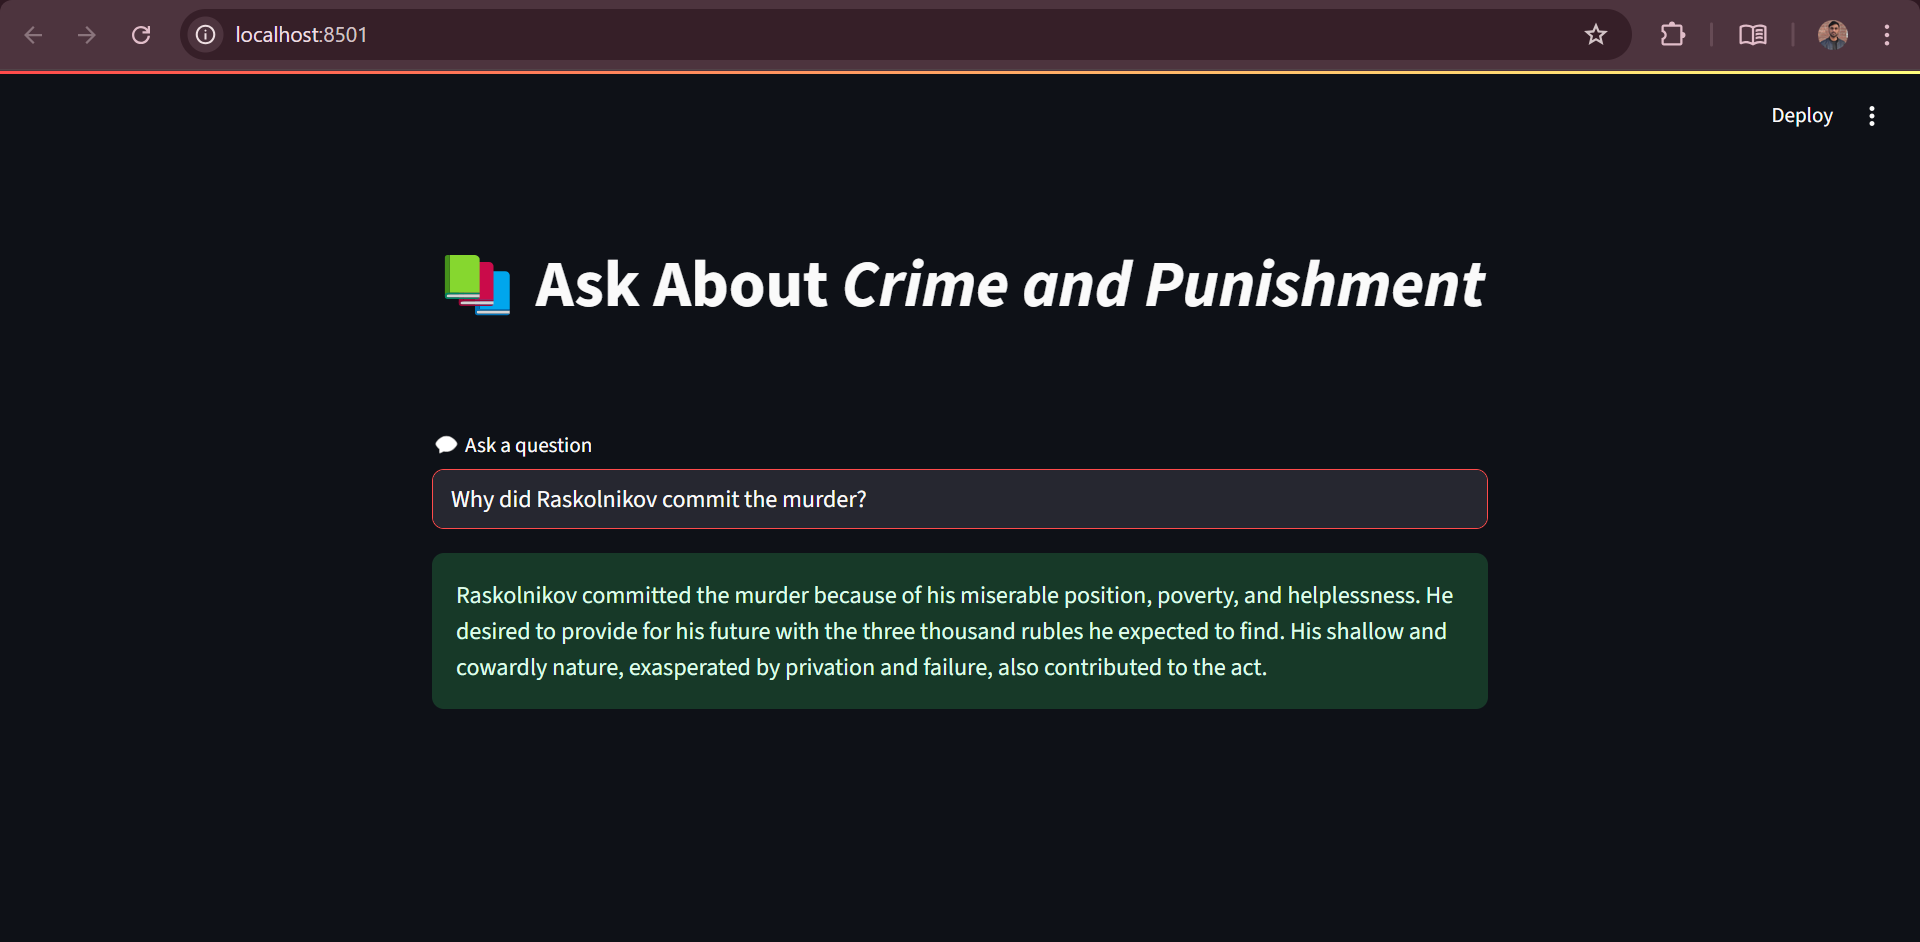 localhost:8501
Deploy
Ask About Crime and Punishment
Ask a question
Why did Raskolnikov commit the murder?
Raskolnikov committed the murder because of his miserable position, poverty, and helplessness. He
desired to provide for his future with the three thousand rubles he expected to find. His shallow and
cowardly nature, exasperated by privation and failure, also contributed to the act.